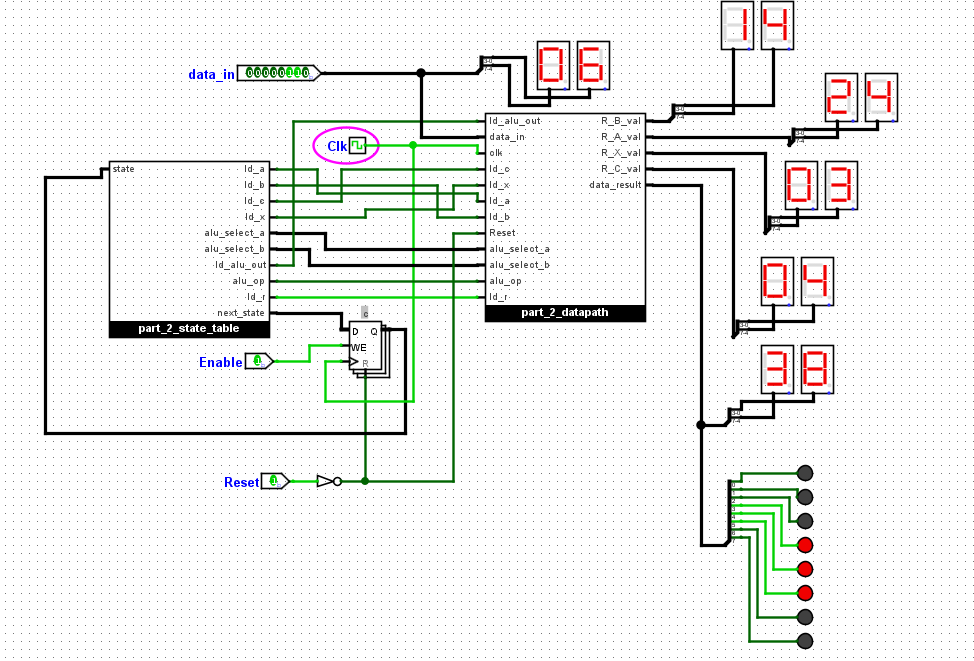 14
data_in
00000110
06
24
ld_alu_out
R_B_val
data_in
R_A_val
Clk
clk
R_X_val
state
ld_a
ld_c
R_C_val
ld_b
ld_x
data_result
03
ld_c
ld_a
ld_x
ld_b
alu_select_a
Reset
alu_select_b
alu_select_a
ld_alu_out
alu_select_b
alu_op
alu_op
04
ld_r
ld_r
next_state
part_2_datapath
part_2_state_table
D Q
WE
R
Enable
38
Reset